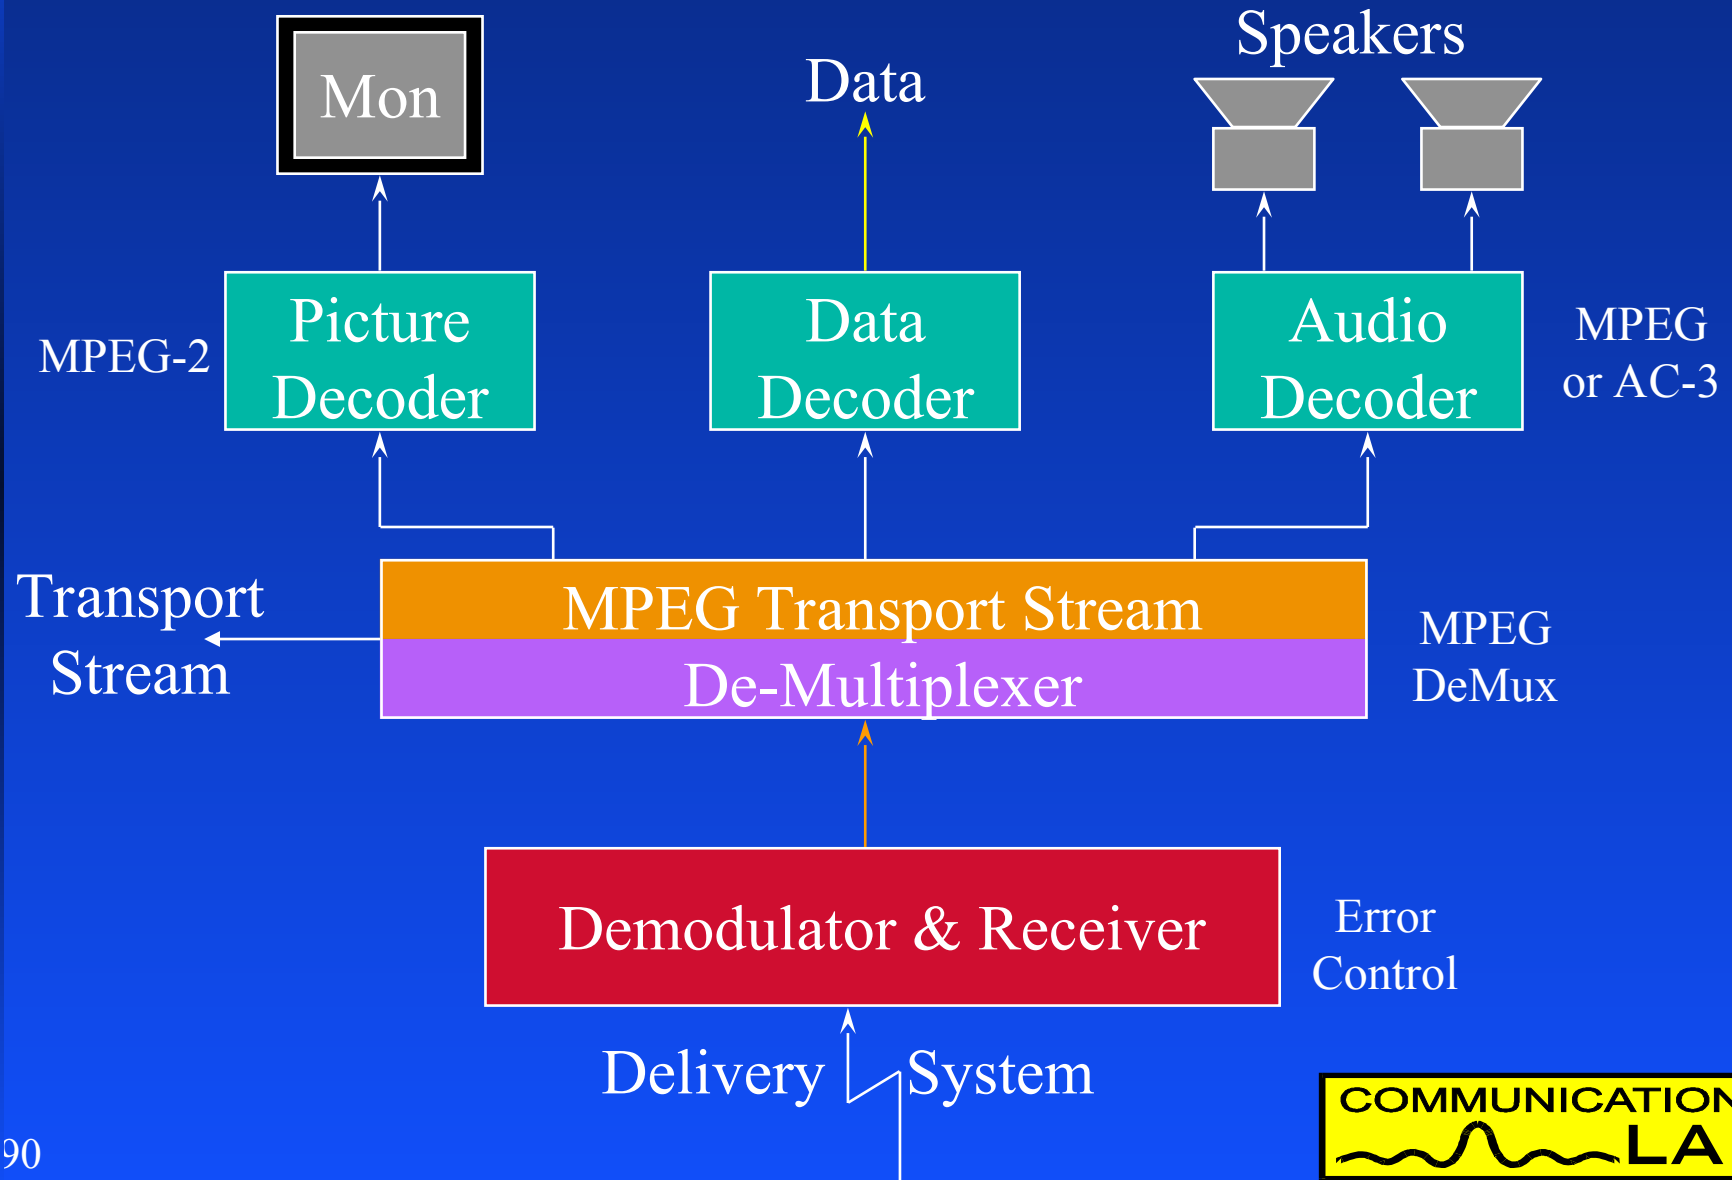 Speakers
Mon
Data
Picture
Decoder
MPEG-2
Data
Decoder
Audio
Decoder
MPEG
or AC-3
Transport
Stream
MPEG Transport Stream
De-Multiplexer
MPEG
DeMux
Demodulator & Receiver
Error
Control
Delivery System
90
COMMUNICATION
LA